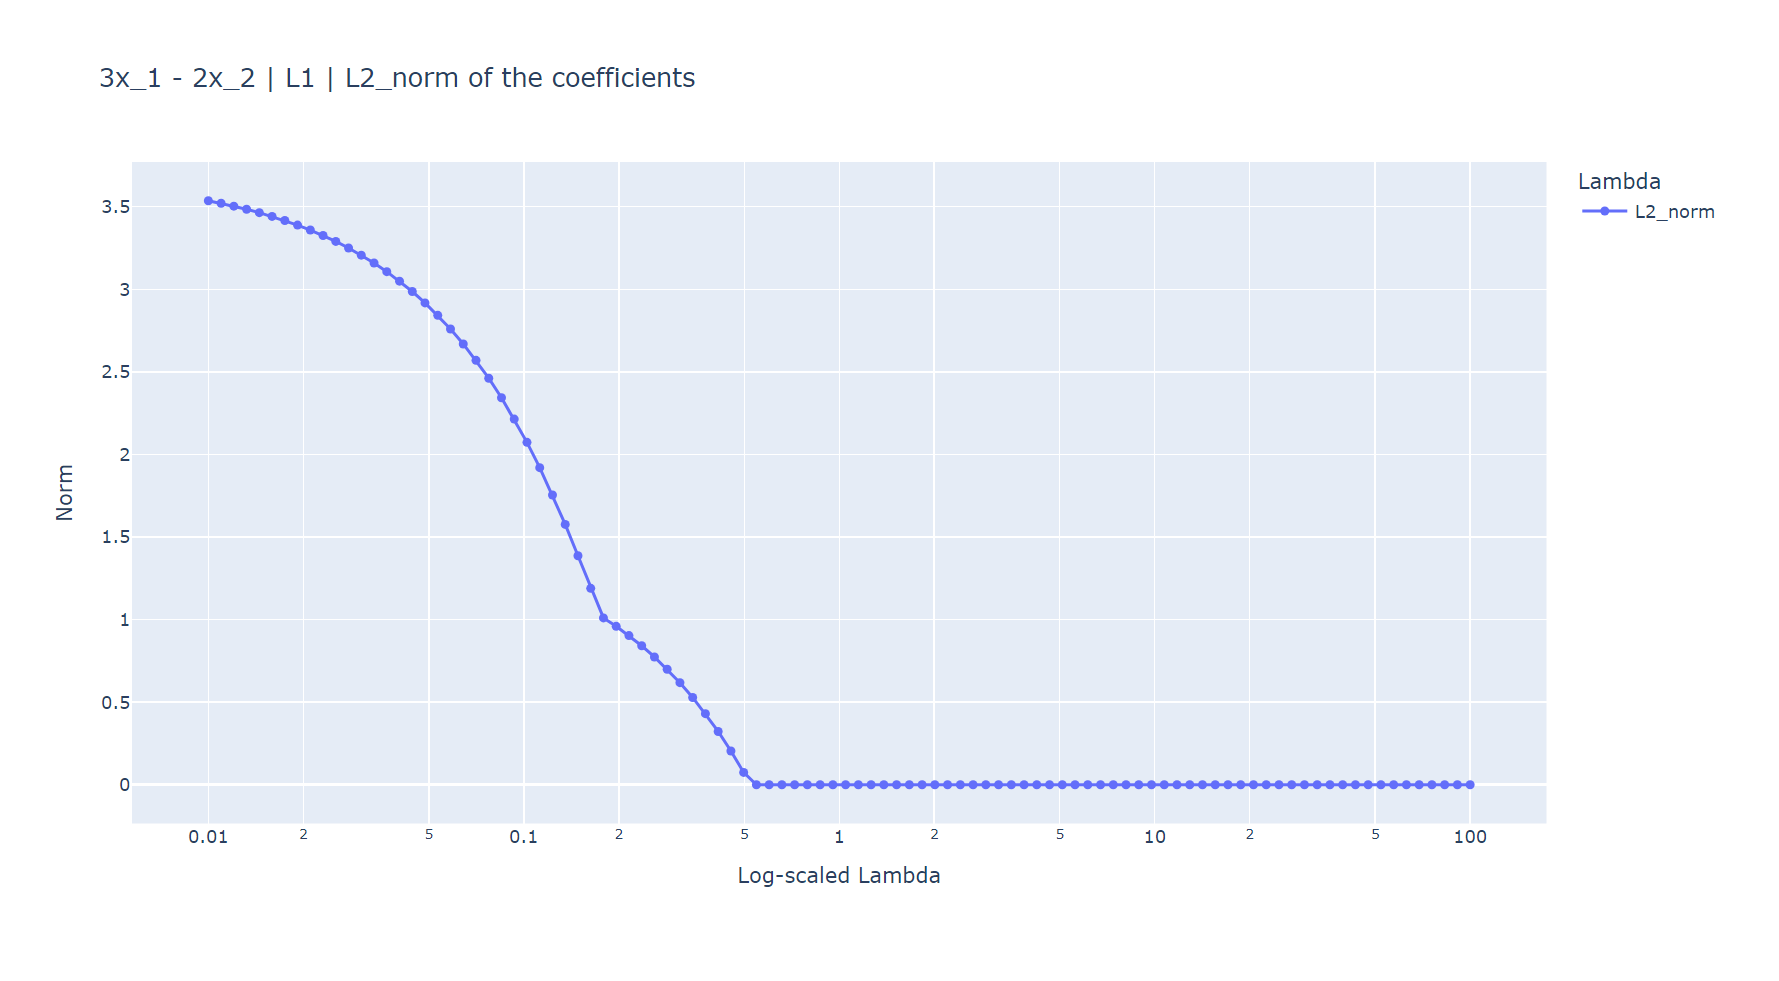 3x_1 - 2x_2 | L1 | L2_norm of the coefficients
Lambda
L2_norm
3.5
3
2.5
2
1.5
1
0.5
0
Norm
0.01 2 5 0.1 2 5 1 2 5 10 2 5 100
Log-scaled Lambda